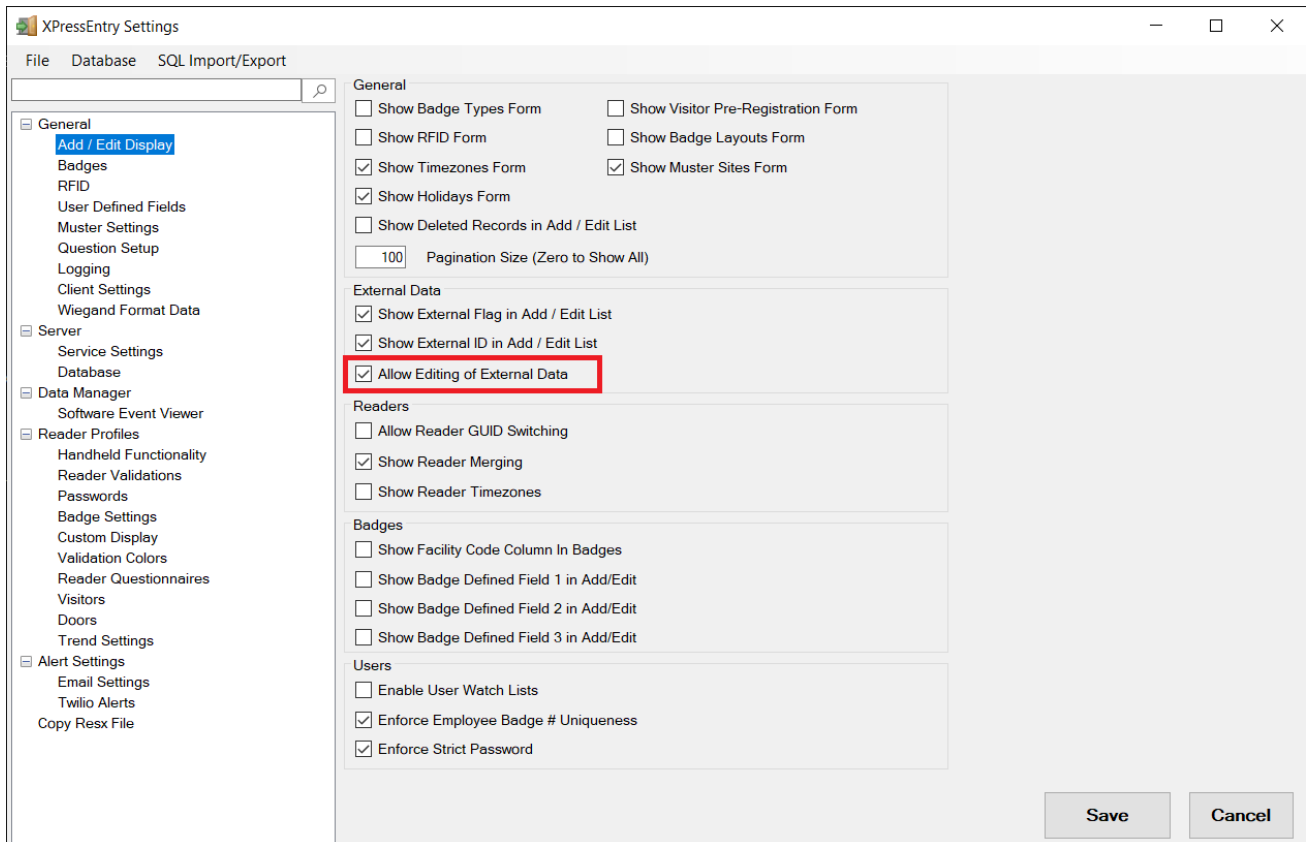 XPressEntry Settings
File Database SQL Import/Export
General
Add / Edit Display
Badges
RFID
User Defined Fields
Muster Settings
Question Setup
Logging
Client Settings
Wiegand Format Data
Server
Service Settings
Database
Data Manager
Software Event Viewer
Reader Profiles
Handheld Functionality
Reader Validations
Passwords
Badge Settings
Custom Display
Validation Colors
Reader Questionnaires
Visitors
Doors
Trend Settings
Alert Settings
Email Settings
Twilio Alerts
Copy Resx File
General
Show Badge Types Form Show Visitor Pre-Registration Form
Show RFID Form Show Badge Layouts Form
Show Timezones Form Show Muster Sites Form
Show Holidays Form
Show Deleted Records in Add / Edit List
100 Pagination Size (Zero to Show All)
External Data
Show External Flag in Add / Edit List
Show External ID in Add / Edit List
Allow Editing of External Data
Readers
Allow Reader GUID Switching
Show Reader Merging
Show Reader Timezones
Badges
Show Facility Code Column In Badges
Show Badge Defined Field 1 in Add/Edit
Show Badge Defined Field 2 in Add/Edit
Show Badge Defined Field 3 in Add/Edit
Users
Enable User Watch Lists
Enforce Employee Badge # Uniqueness
Enforce Strict Password
Save Cancel